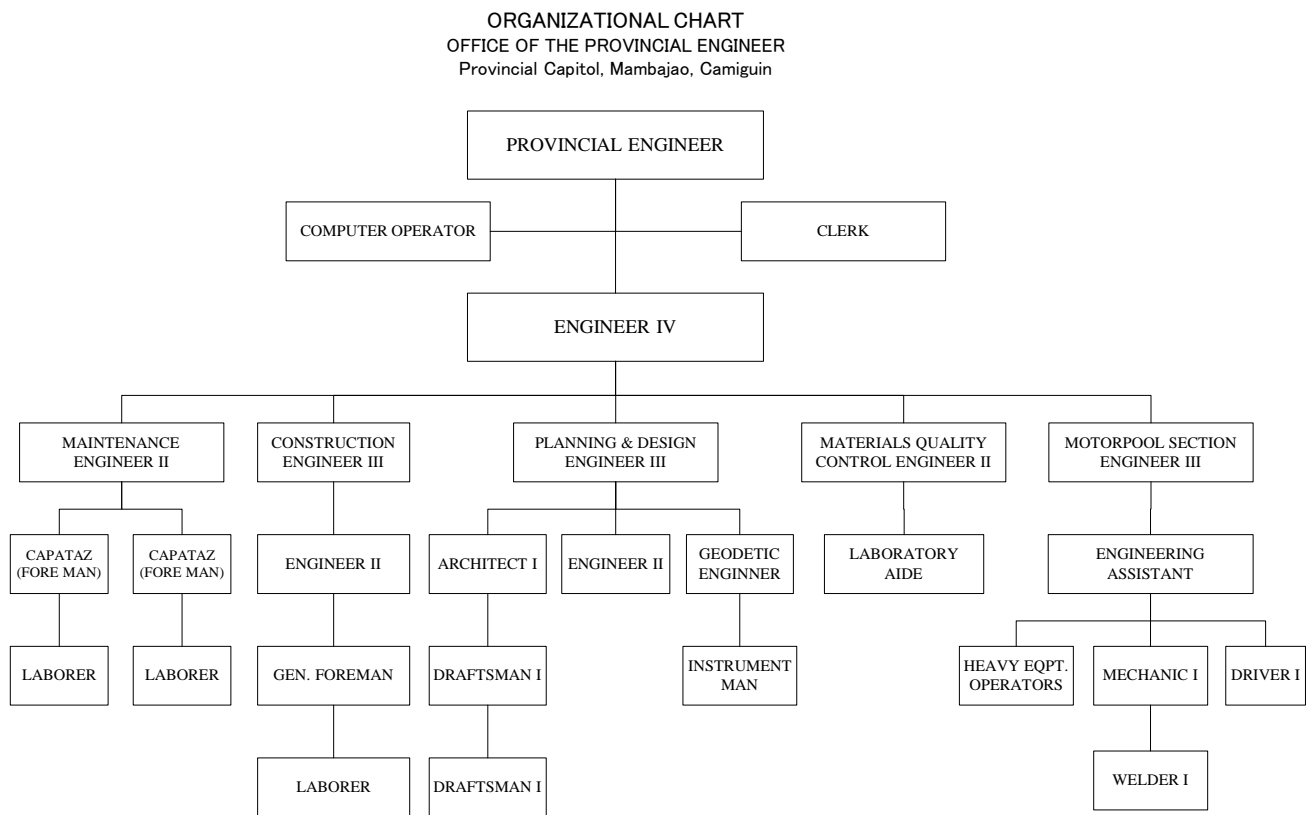 ORGANIZATIONAL CHART
OFFICE OF THE PROVINCIAL ENGINEER
Provincial Capitol, Mambajao, Camiguin
PROVINCIAL ENGINEER
COMPUTER OPERATOR
CLERK
ENGINEER IV
MAINTENANCE
ENGINEER II
CONSTRUCTION
ENGINEER III
PLANNING & DESIGN
ENGINEER III
MATERIALS QUALITY
CONTROL ENGINEER II
MOTORPOOL SECTION
ENGINEER III
CAPATAZ
(FORE MAN)
CAPATAZ
(FORE MAN)
ENGINEER II
ARCHITECT I
ENGINEER II
GEODETIC
ENGINNER
LABORATORY
AIDE
ENGINEERING
ASSISTANT
LABORER
LABORER
GEN. FOREMAN
DRAFTSMAN I
INSTRUMENT
MAN
HEAVY EQPT.
OPERATORS
MECHANIC I
DRIVER I
LABORER
DRAFTSMAN I
WELDER I